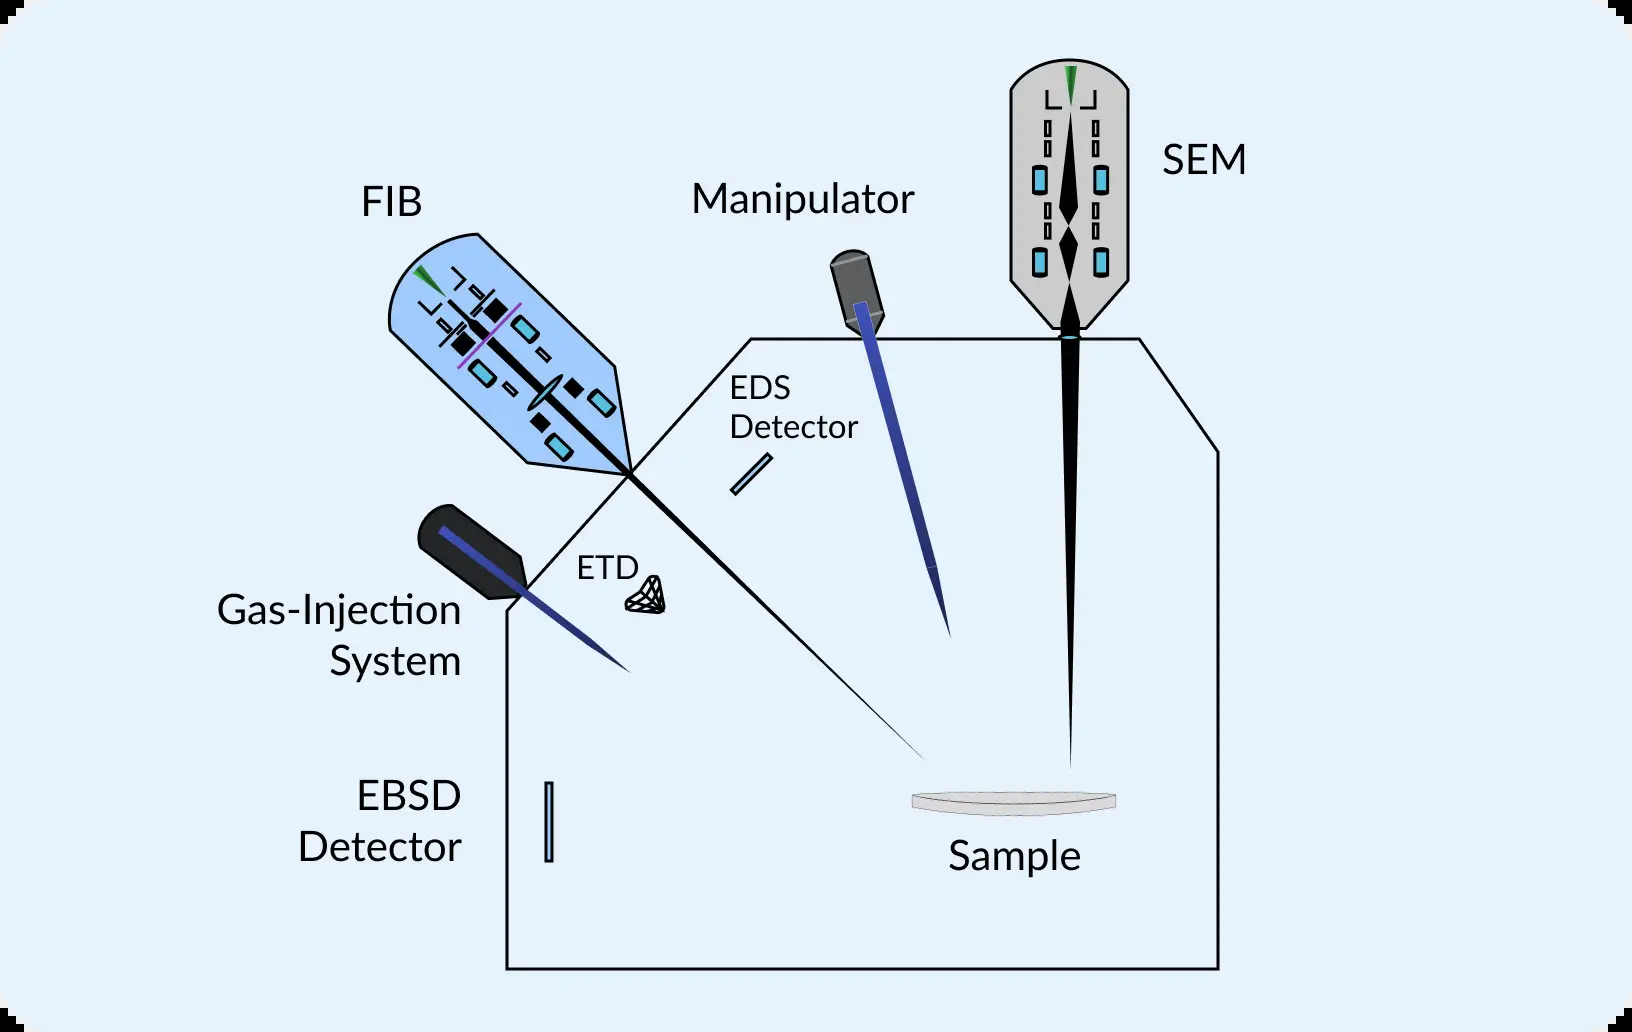 SEM
Manipulator
FIB
EDS
Detector
ETD
Gas-Injection
System
EBSD
Detector
Sample